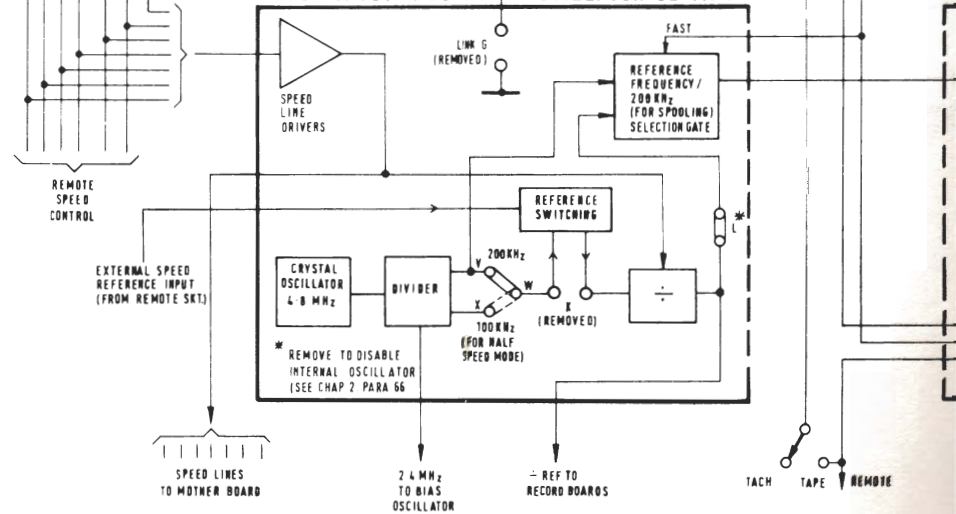 FAST
LINK G
(REMOVED)
REFERENCE
FREQUENCY/
200 KHz
(FOR SPOOLING)
SELECTION GATE
SPEED
LINE
DRIVERS
REMOTE
SPEED
CONTROL
REFERENCE
SWITCHING
L *
EXTERNAL SPEED
REFERENCE INPUT
(FROM REMOTE SKT.)
CRYSTAL
OSCILLATOR
4·8 MHz
DIVIDER
Y
200KHz
W
X
100KHz
(FOR HALF
SPEED MODE)
K
(REMOVED)
÷
* REMOVE TO DISABLE
INTERNAL OSCILLATOR
(SEE CHAP 2 PARA 66
SPEED LINES
TO MOTHER BOARD
2·4 MHz
TO BIAS
OSCILLATOR
÷ REF TO
RECORD BOARDS
TACH
TAPE
REMOTE